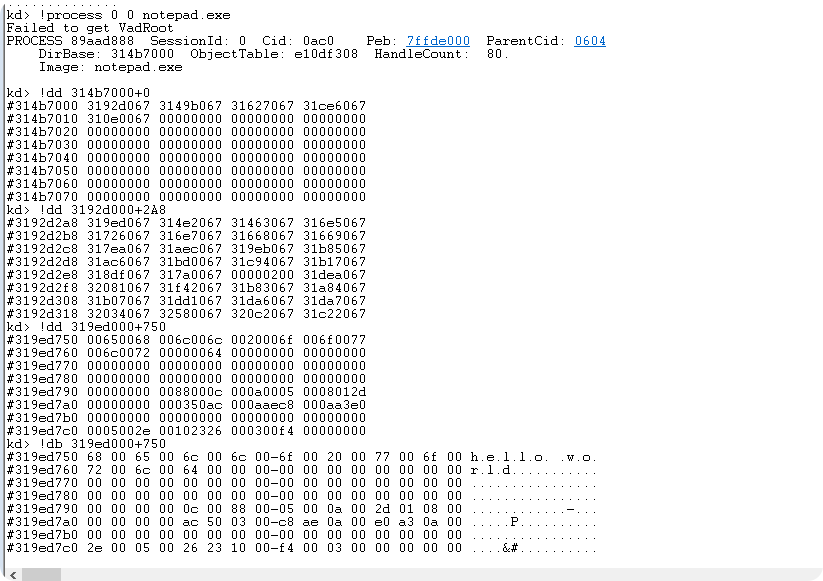 kd> !process 0 0 notepad.exe
Failed to get VadRoot
PROCESS 89aad888  SessionId: 0  Cid: 0ac0    Peb: 7ffde000  ParentCid: 0604
    DirBase: 314b7000  ObjectTable: e10df308  HandleCount:  80.
    Image: notepad.exe

kd> !dd 314b7000+0
#314b7000 3192d067 3149b067 31627067 31ce6067
#314b7010 310e0067 00000000 00000000 00000000
#314b7020 00000000 00000000 00000000 00000000
#314b7030 00000000 00000000 00000000 00000000
#314b7040 00000000 00000000 00000000 00000000
#314b7050 00000000 00000000 00000000 00000000
#314b7060 00000000 00000000 00000000 00000000
#314b7070 00000000 00000000 00000000 00000000
kd> !dd 3192d000+2A8
#3192d2a8 319ed067 314e2067 31463067 316e5067
#3192d2b8 31726067 316e7067 31668067 31669067
#3192d2c8 317ea067 31aec067 319eb067 31b85067
#3192d2d8 31ac6067 31bd0067 31c94067 31b17067
#3192d2e8 318df067 317a0067 00000200 31dea067
#3192d2f8 32081067 31f42067 31b83067 31a84067
#3192d308 31b07067 31dd1067 31da6067 31da7067
#3192d318 32034067 32580067 320c2067 31c22067
kd> !dd 319ed000+750
#319ed750 00650068 006c006c 0020006f 006f0077
#319ed760 006c0072 00000064 00000000 00000000
#319ed770 00000000 00000000 00000000 00000000
#319ed780 00000000 00000000 00000000 00000000
#319ed790 00000000 0088000c 000a0005 0008012d
#319ed7a0 00000000 000350ac 000aaec8 000aa3e0
#319ed7b0 00000000 00000000 00000000 00000000
#319ed7c0 0005002e 00102326 000300f4 00000000
kd> !db 319ed000+750
#319ed750 68 00 65 00 6c 00 6c 00-6f 00 20 00 77 00 6f 00 h.e.l.l.o. .w.o.
#319ed760 72 00 6c 00 64 00 00 00-00 00 00 00 00 00 00 00 r.l.d...........
#319ed770 00 00 00 00 00 00 00 00-00 00 00 00 00 00 00 00 ................
#319ed780 00 00 00 00 00 00 00 00-00 00 00 00 00 00 00 00 ................
#319ed790 00 00 00 00 0c 00 88 00-05 00 0a 00 2d 01 08 00 ............-...
#319ed7a0 00 00 00 00 ac 50 03 00-c8 ae 0a 00 e0 a3 0a 00 .....P..........
#319ed7b0 00 00 00 00 00 00 00 00-00 00 00 00 00 00 00 00 ................
#319ed7c0 2e 00 05 00 26 23 10 00-f4 00 03 00 00 00 00 00 ....&#..........